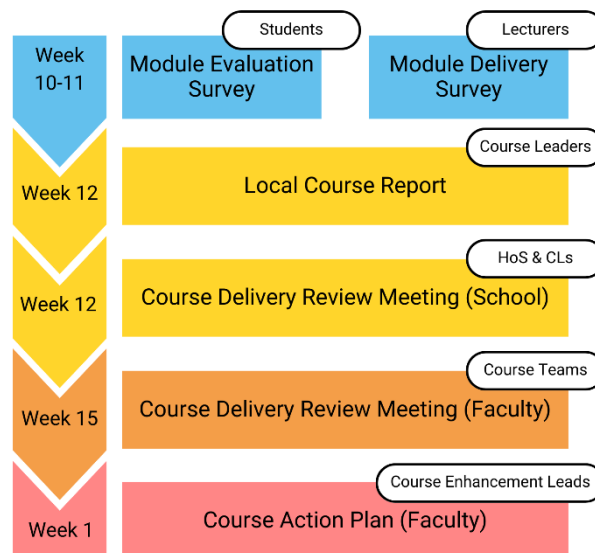 Students
Lecturers
Week
10-11
Module Evaluation
Survey
Module Delivery
Survey
Course Leaders
Week 12
Local Course Report
HoS & CLs
Week 12
Course Delivery Review Meeting (School)
Course Teams
Week 15
Course Delivery Review Meeting (Faculty)
Course Enhancement Leads
Week 1
Course Action Plan (Faculty)